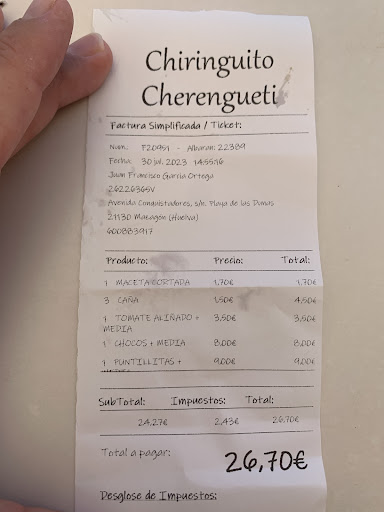 Chiringuito
Cherengueti
Factura Simplificada / Ticket:
Num: F20951 - Albaran: 22389
Fecha: 30 jul. 2023 14:55:16
Juan Francisco Garcia Ortega
26226365V
Avenida Conquistadores, s/n. Playa de las Dunas
21130 Matagón (Huelva)
600883917
Producto: Precio: Total:
1 MACETA CORTADA 1,70€ 1,70€
3 CAÑA 1,50€ 4,50€
1 TOMATE ALIÑADO + 3,50€ 3,50€
MEDIA
1 CHOCOS + MEDIA 8,00€ 8,00€
1 PUNTILLITAS + 9,00€ 9,00€
SubTotal: Impuestos: Total:
24,27€ 2,43€ 26,70€
Total a pagar: 26,70€
Desglose de Impuestos: